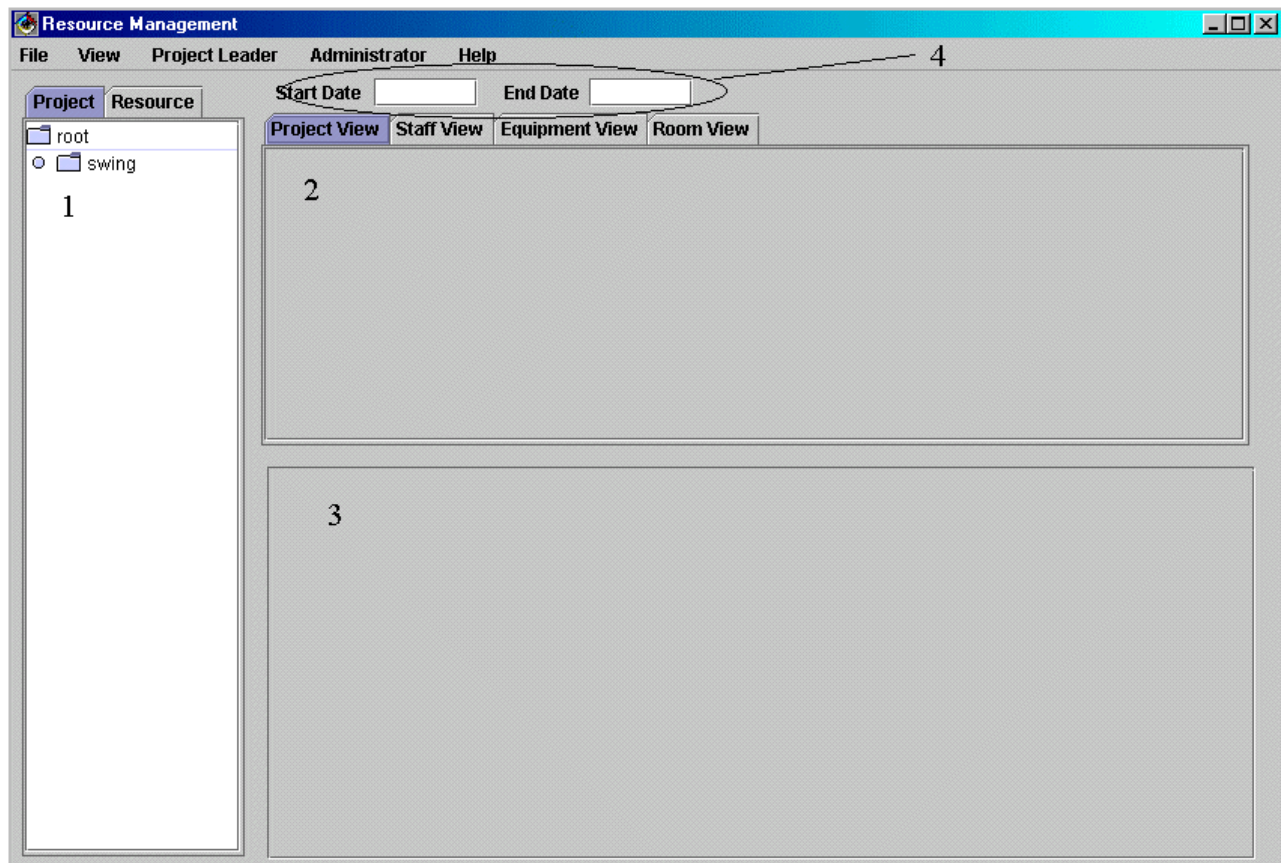 Resource Management
File View Project Leader Administrator Help
4
Start Date End Date
Project Resource
Project View Staff View Equipment View Room View
root
swing
1
2
3